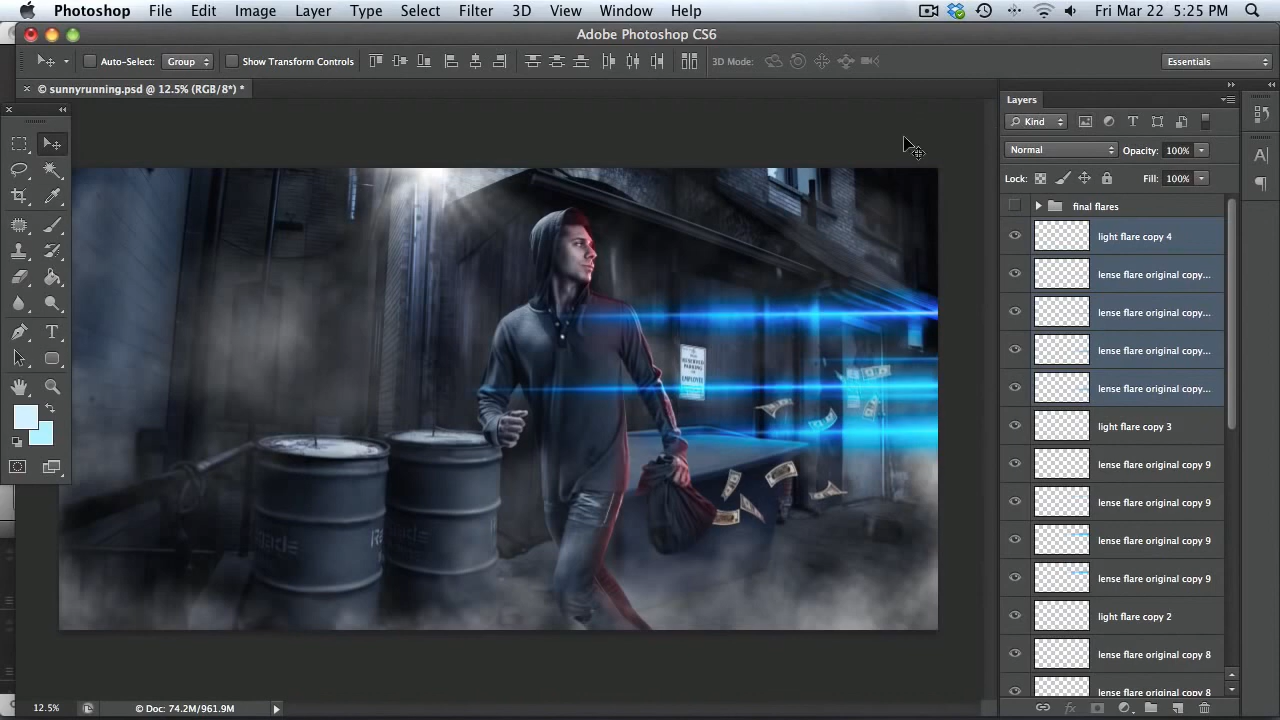 Photoshop File Edit Image Layer Type Select Filter 3D View Window Help Fri Mar 22 5:25 PM
Adobe Photoshop CS6
Auto-Select: Group Show Transform Controls 3D Mode: Essentials
× © sunnyrunning.psd @ 12.5% (RGB/8*) *
Layers
Kind
Normal Opacity: 100%
Lock: Fill: 100%
final flares
light flare copy 4
lense flare original copy...
lense flare original copy...
lense flare original copy...
lense flare original copy...
light flare copy 3
lense flare original copy 9
lense flare original copy 9
lense flare original copy 9
lense flare original copy 9
light flare copy 2
lense flare original copy 8
lense flare original copy 8
RESERVED
PARKING
EMPLOYEE
12.5% © Doc: 74.2M/961.9M